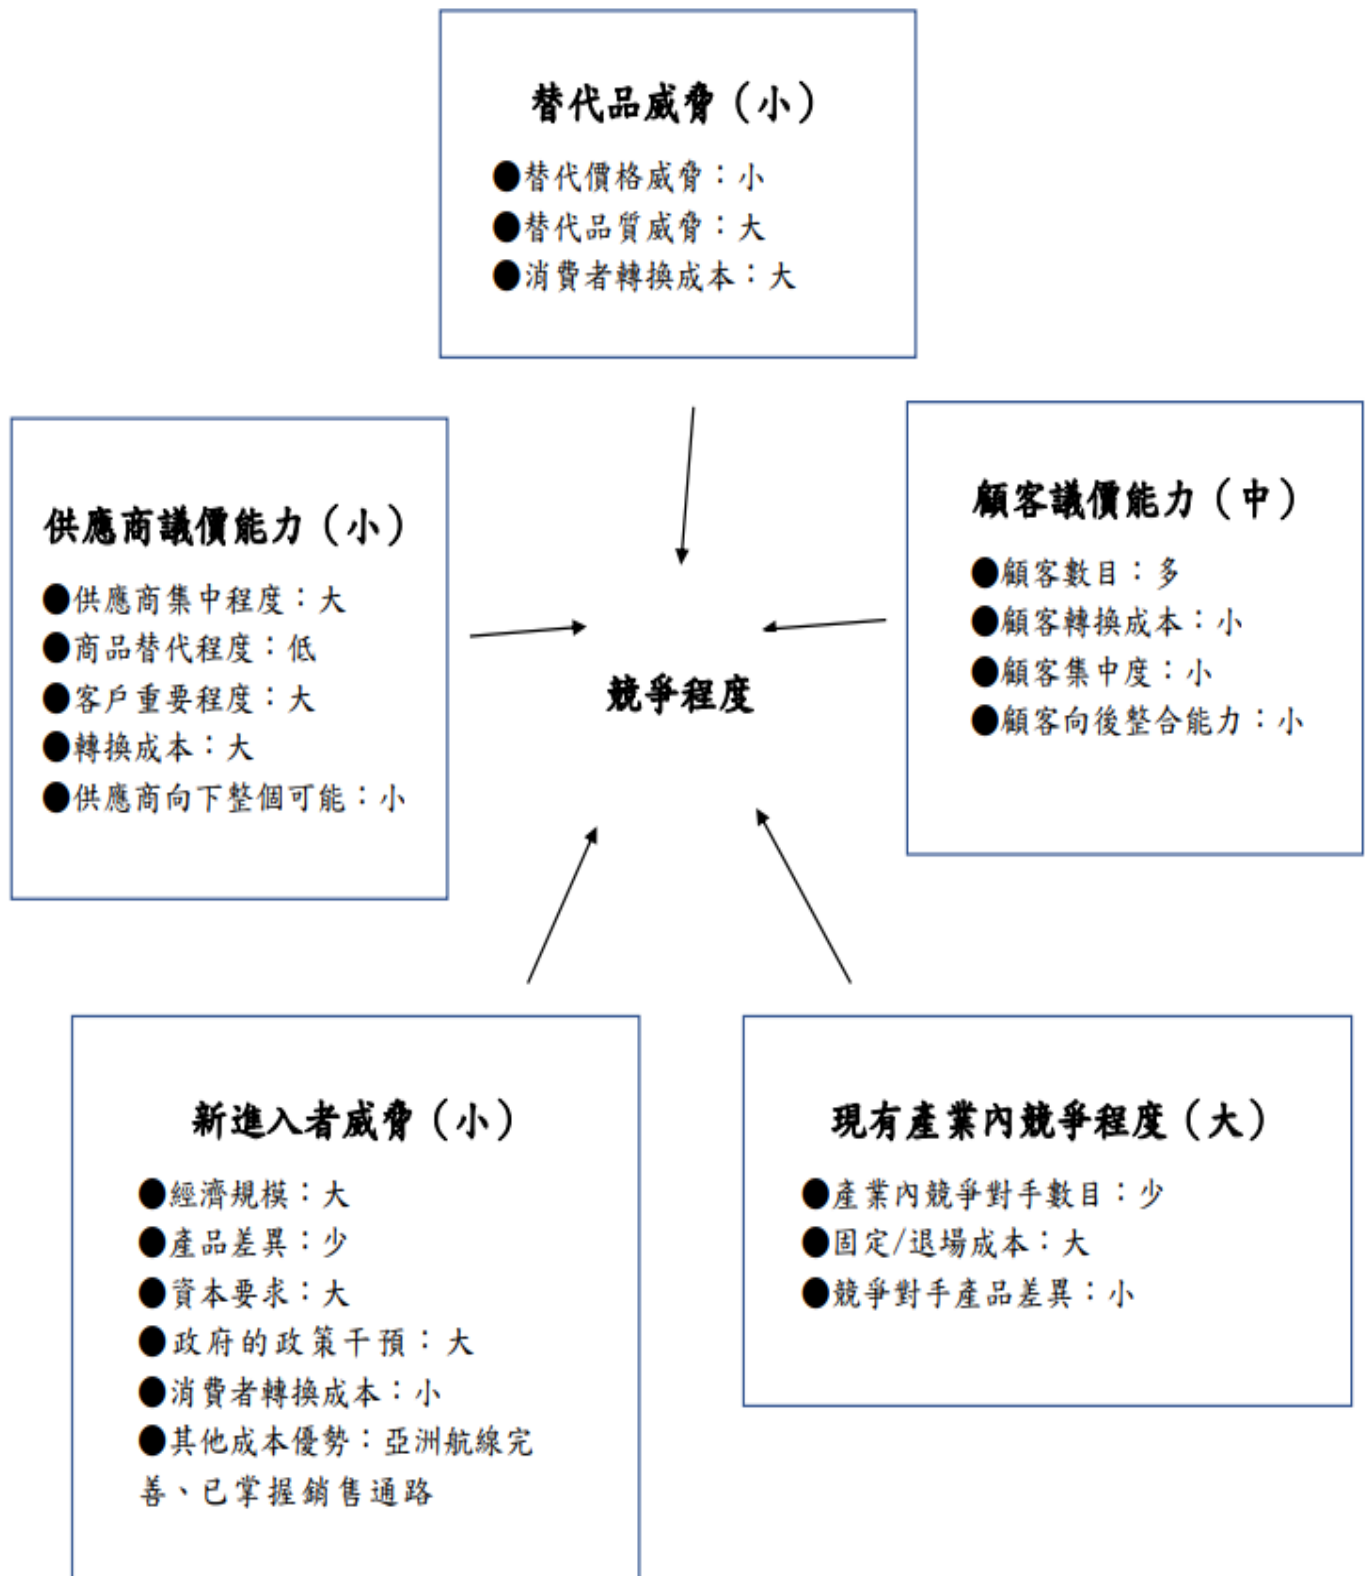 替代品威脅（小）
●替代價格威脅：小
●替代品質威脅：大
●消費者轉換成本：大
供應商議價能力（小）
●供應商集中程度：大
●商品替代程度：低
●客戶重要程度：大
●轉換成本：大
●供應商向下整個可能：小
顧客議價能力（中）
●顧客數目：多
●顧客轉換成本：小
●顧客集中度：小
●顧客向後整合能力：小
競爭程度
新進入者威脅（小）
●經濟規模：大
●產品差異：少
●資本要求：大
●政府的政策干預：大
●消費者轉換成本：小
●其他成本優勢：亞洲航線完
善、已掌握銷售通路
現有產業內競爭程度（大）
●產業內競爭對手數目：少
●固定/退場成本：大
●競爭對手產品差異：小